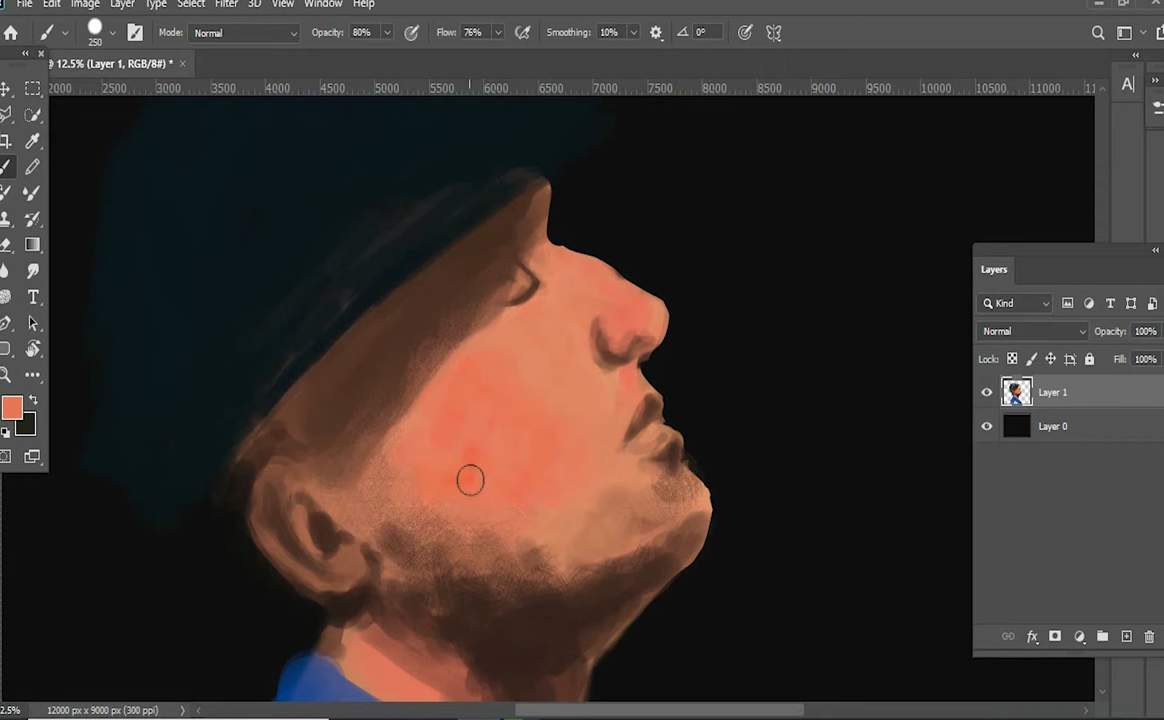 File Edit Image Layer Type Select Filter 3D View Window Help
250 Mode: Normal Opacity: 80% Flow: 76% Smoothing: 10% 0°
@ 12.5% (Layer 1, RGB/8#) * ×
2000 2500 3000 3500 4000 4500 5000 5500 6000 6500 7000 7500 8000 8500 9000 9500 10000 10500 11000
A
T
Layers
Kind T
Normal Opacity: 100%
Lock: Fill: 100%
Layer 1
Layer 0
fx
2.5% 12000 px x 9000 px (300 ppi)